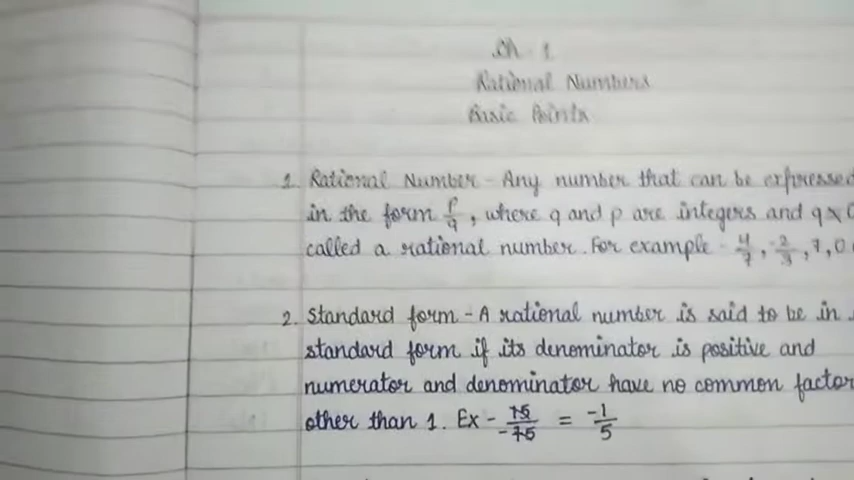 Ch - 1
Rational Numbers
Basic Points
1. Rational Number - Any number that can be expressed
in the form p/q, where q and p are integers and q
called a rational number. For example - 4/7, -2/3, 7, 0
2. Standard form - A rational number is said to be in
standard form if its denominator is positive and
numerator and denominator have no common factor
other than 1. Ex - 15/-75 = -1/5